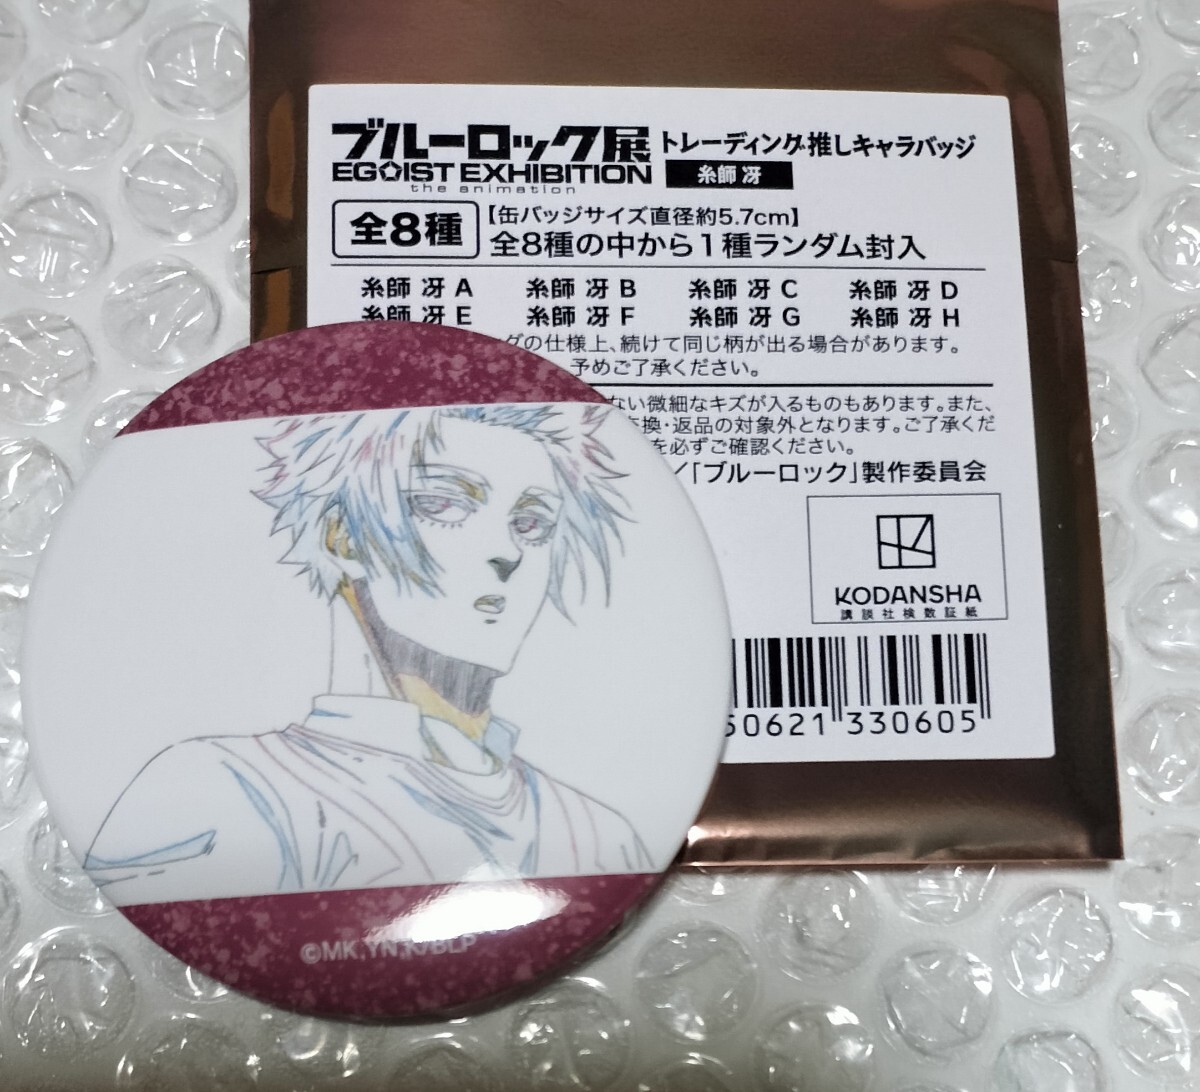 ブルーロック展
EGOIST EXHIBITION
the animation
トレーディング推しキャラバッジ
糸師 冴
全8種
【缶バッジサイズ直径約5.7cm】
全8種の中から1種ランダム封入
糸師 冴 A 糸師 冴 B 糸師 冴 C 糸師 冴 D
糸師 冴 E 糸師 冴 F 糸師 冴 G 糸師 冴 H
グの仕様上、続けて同じ柄が出る場合があります。
予めご了承ください。
ない微細なキズが入るものもあります。また、
交換・返品の対象外となります。ご了承くだ
を必ずご確認ください。
/「ブルーロック」製作委員会
KODANSHA
講談社検数証紙
50621 330605
©MK,YN,K/BLP